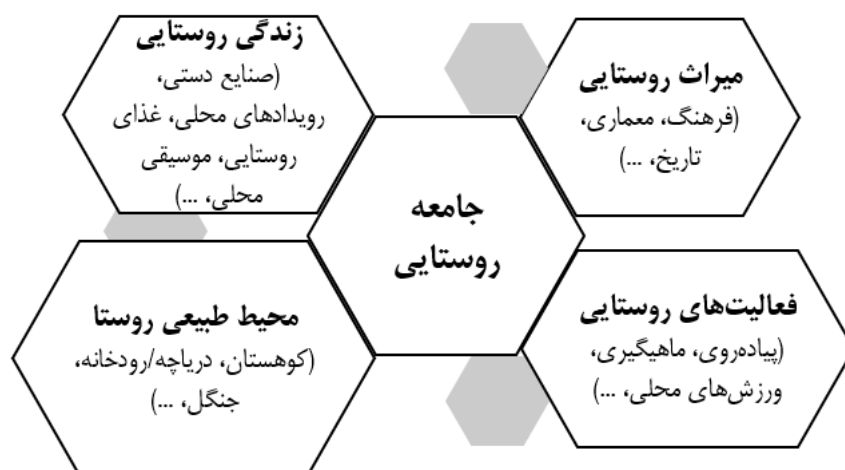 میراث روستایی
(فرهنگ، معماری،
تاریخ، ...)
زندگی روستایی
(صنایع دستی،
رویدادهای محلی، غذای
روستایی، موسیقی
محلی، ...)
جامعه
روستایی
فعالیت‌های روستایی
(پیاده‌روی، ماهیگیری،
ورزش‌های محلی، ...)
محیط طبیعی روستا
(کوهستان، دریاچه/رودخانه،
جنگل، ...)